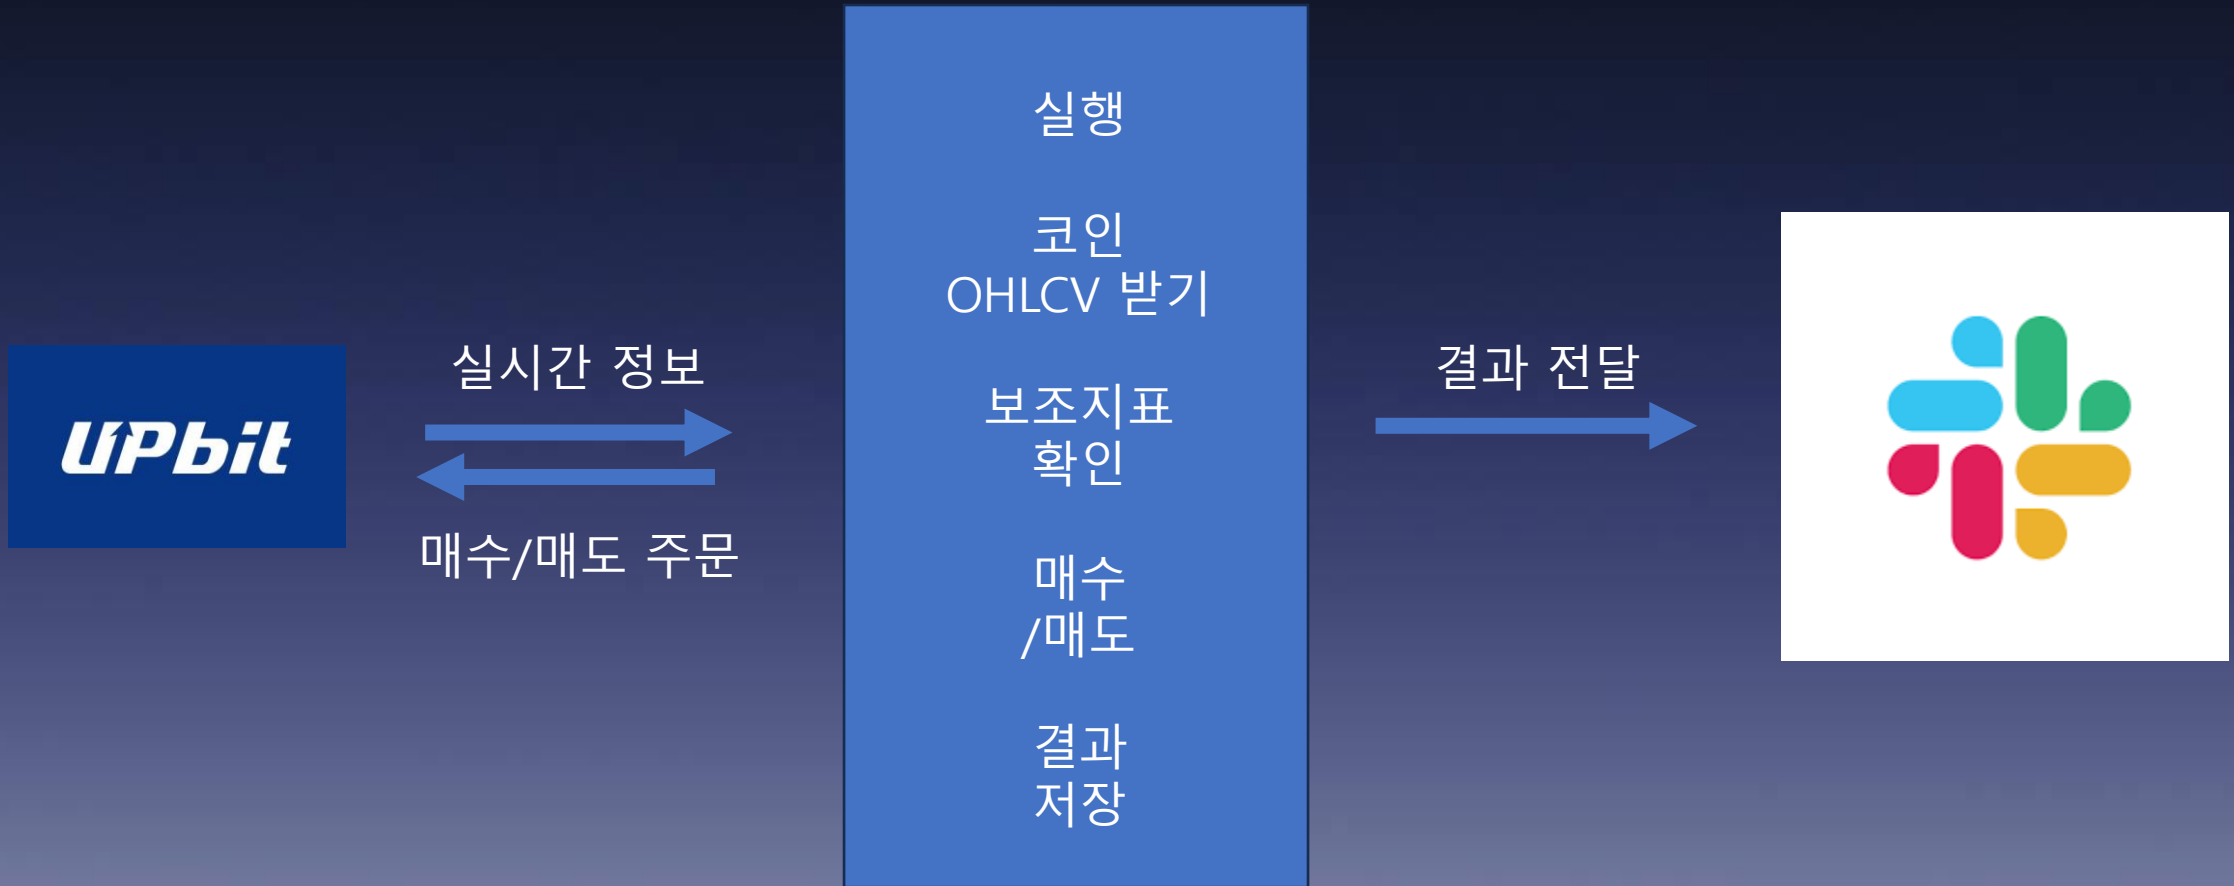 UPbit
실시간 정보
매수/매도 주문
실행
코인
OHLCV 받기
보조지표
확인
매수
/매도
결과
저장
결과 전달